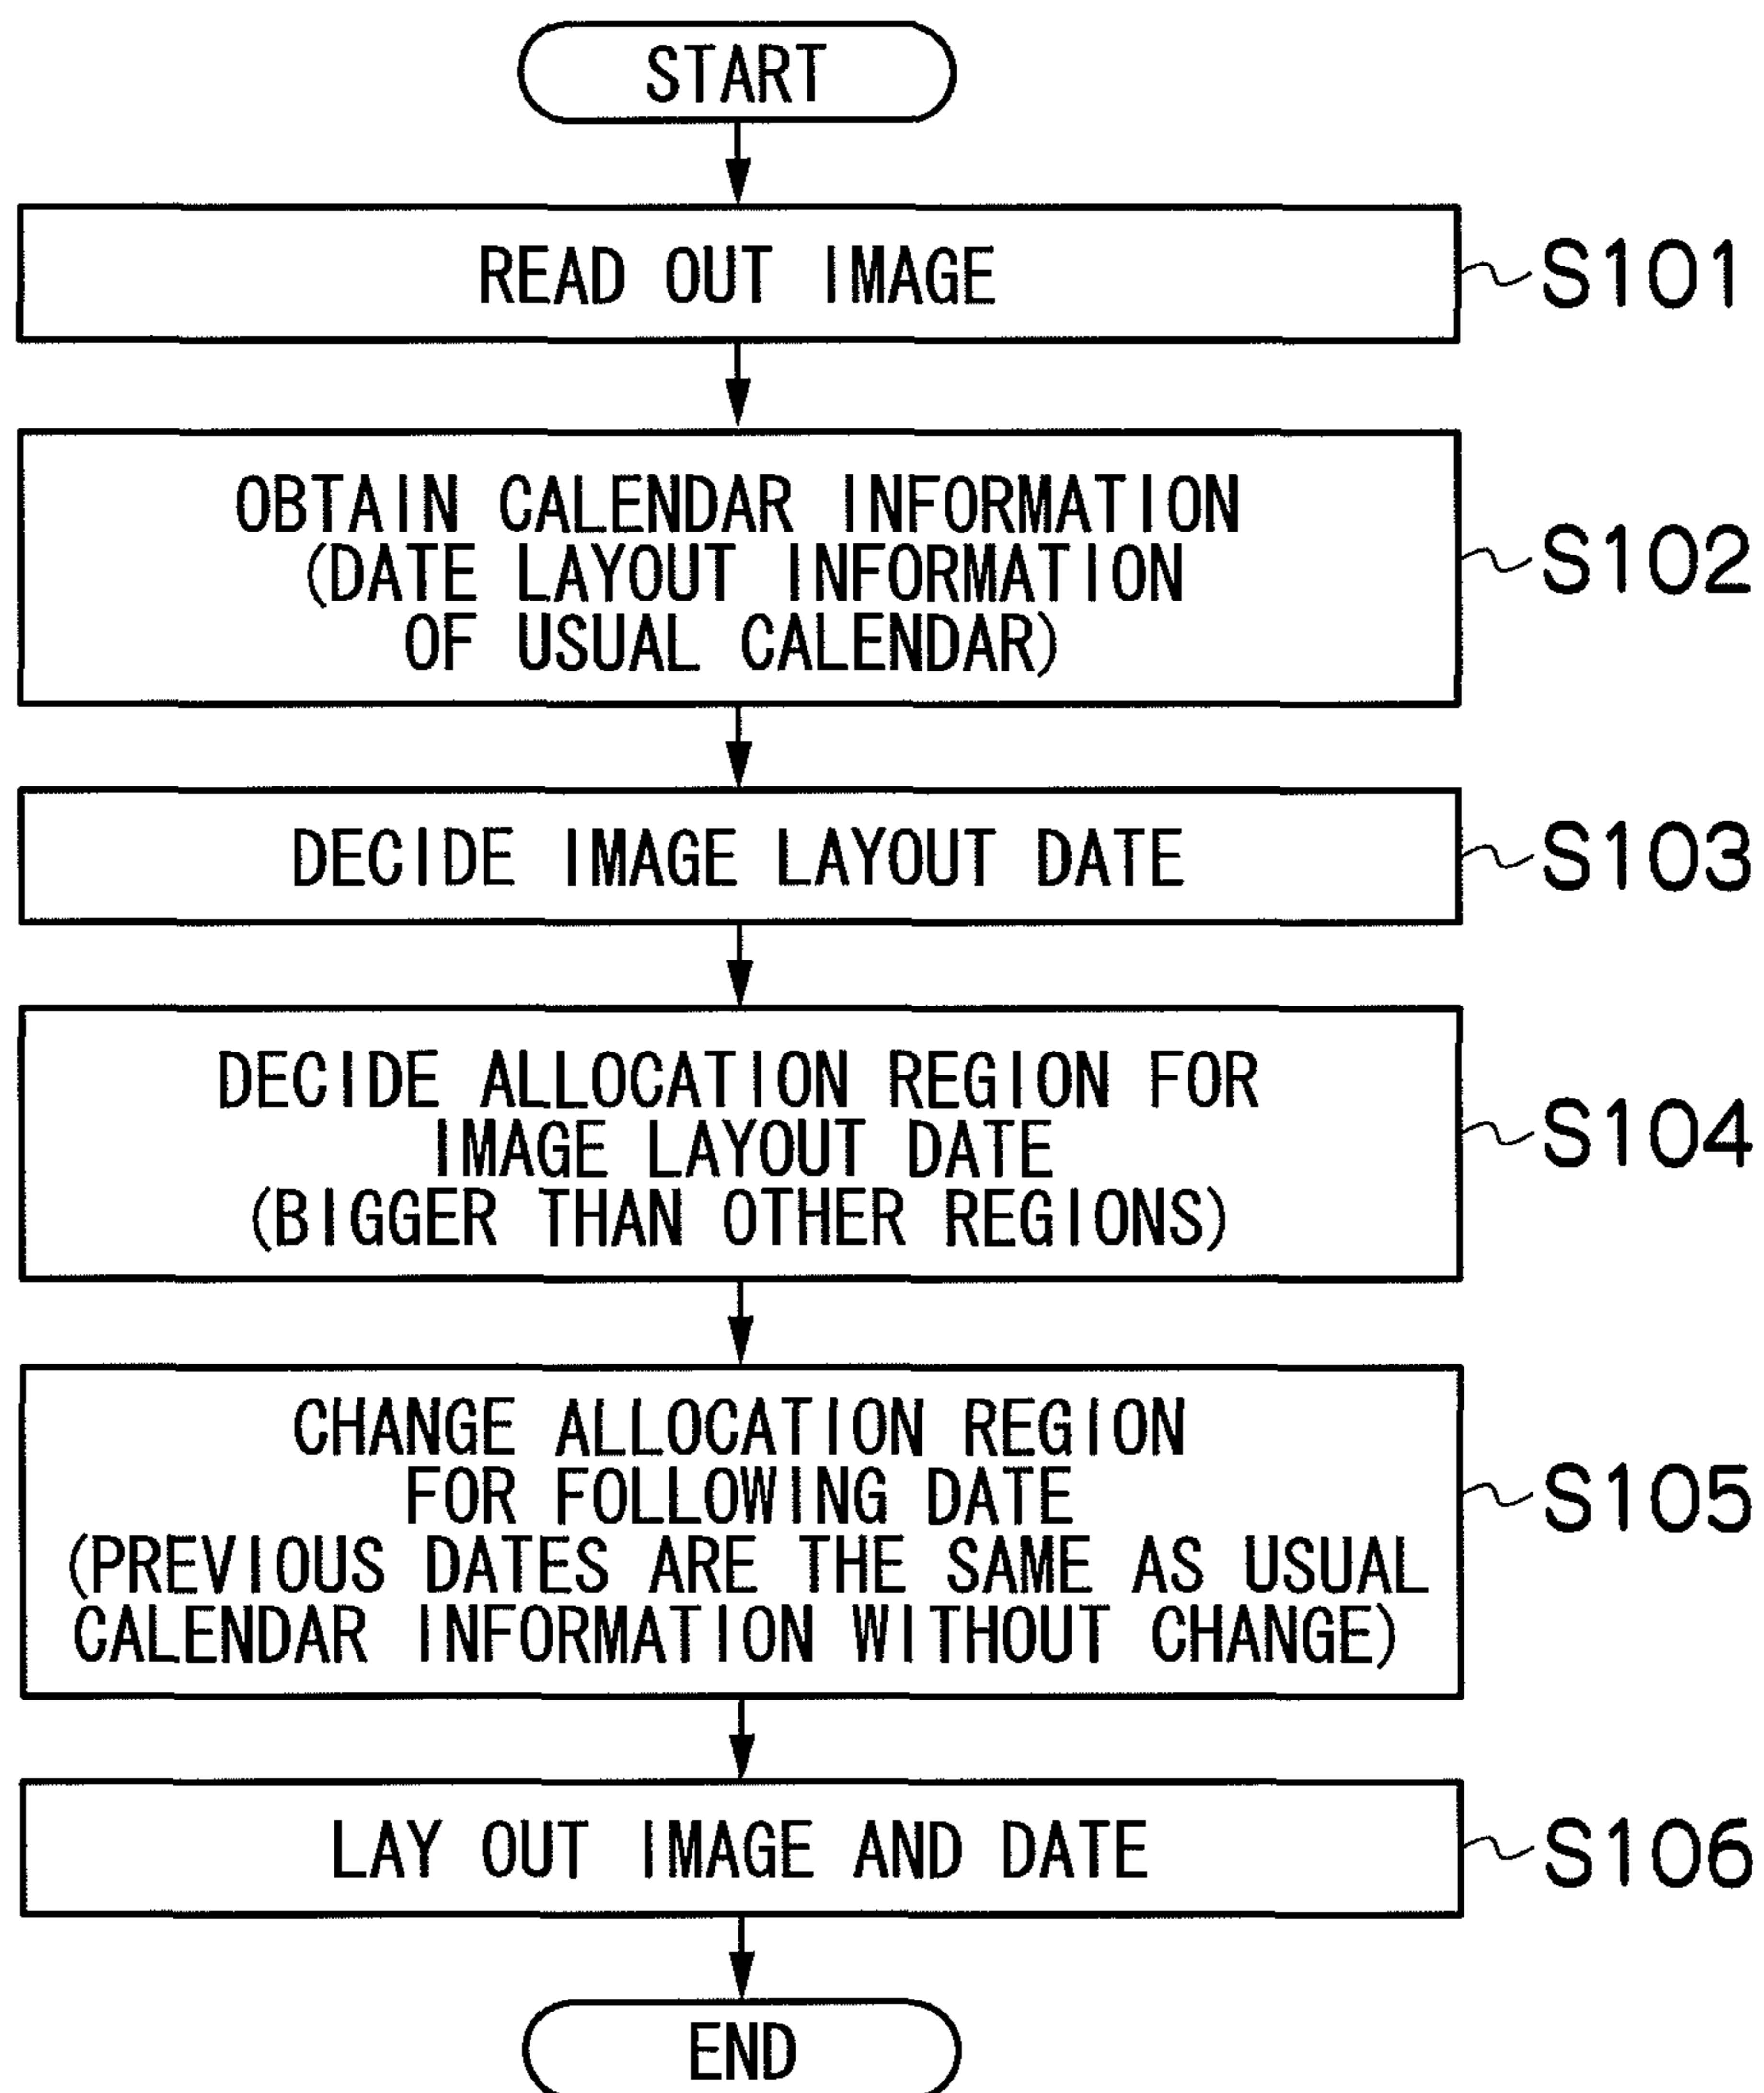 START
READ OUT IMAGE
S101
OBTAIN CALENDAR INFORMATION
(DATE LAYOUT INFORMATION
OF USUAL CALENDAR)
S102
DECIDE IMAGE LAYOUT DATE
S103
DECIDE ALLOCATION REGION FOR
IMAGE LAYOUT DATE
(BIGGER THAN OTHER REGIONS)
S104
CHANGE ALLOCATION REGION
FOR FOLLOWING DATE
(PREVIOUS DATES ARE THE SAME AS USUAL
CALENDAR INFORMATION WITHOUT CHANGE)
S105
LAY OUT IMAGE AND DATE
S106
END